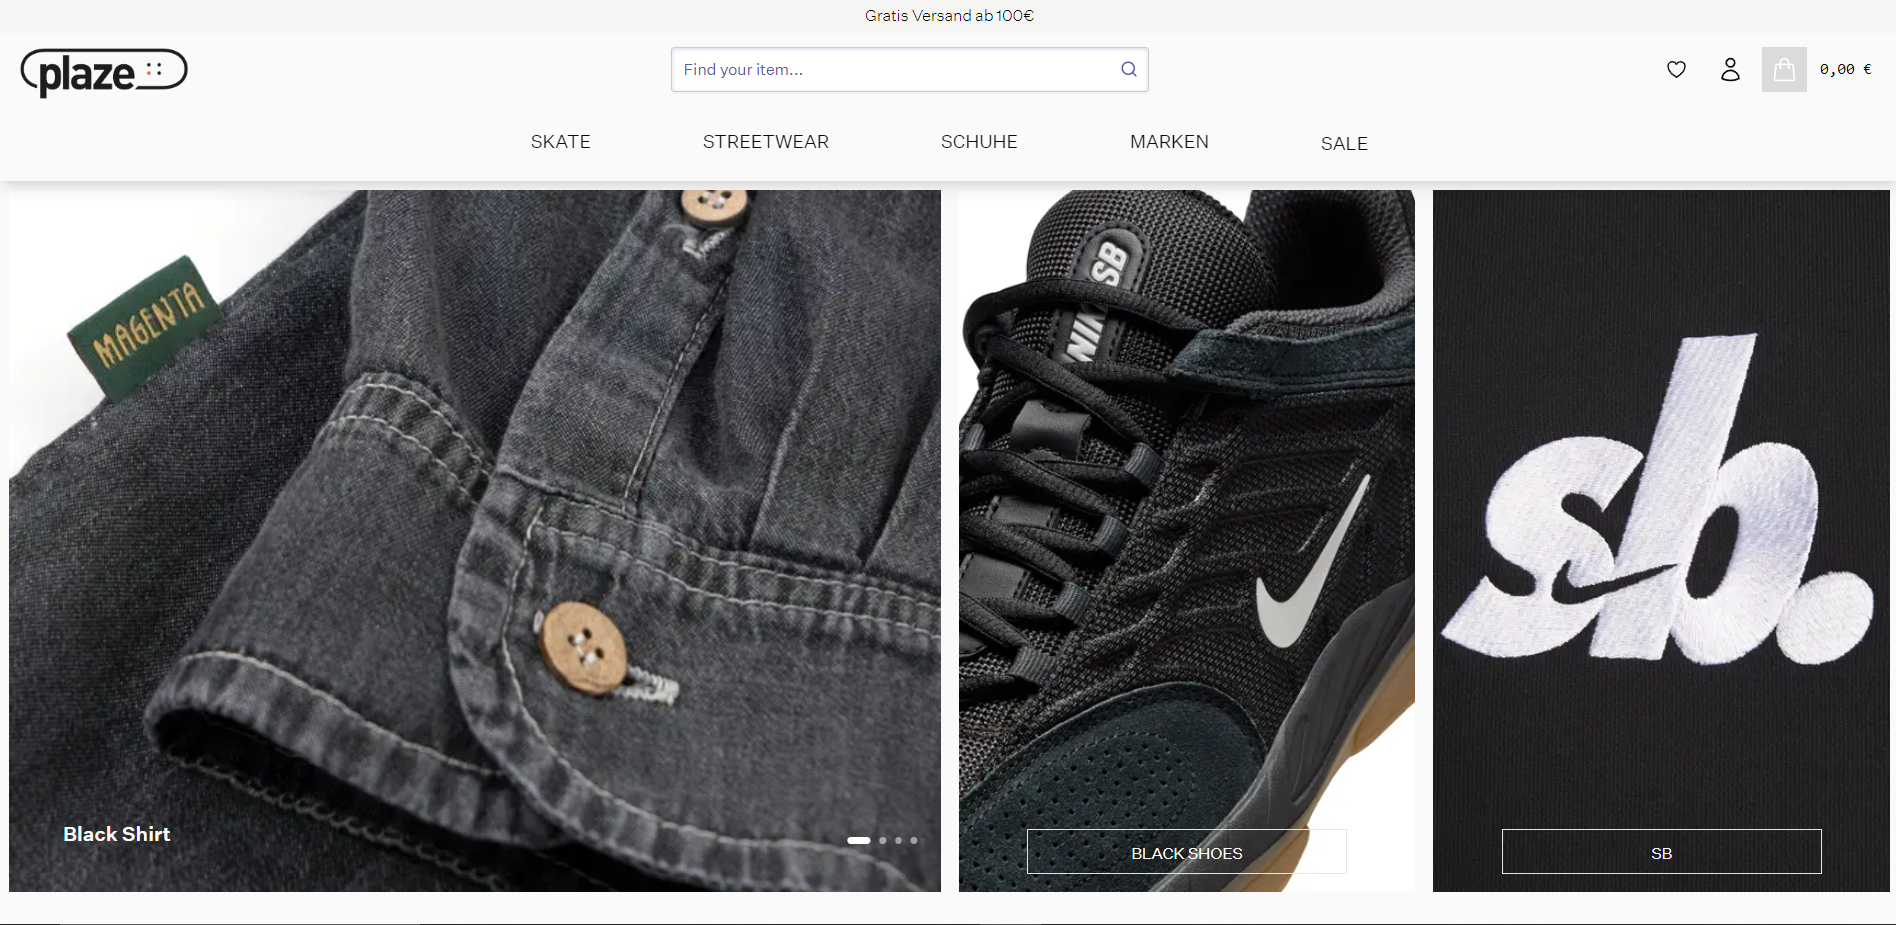 Gratis Versand ab 100€
plaze
Find your item...
0,00 €
SKATE
STREETWEAR
SCHUHE
MARKEN
SALE
MAGENTA
NIKE SB
sb.
Black Shirt
BLACK SHOES
SB